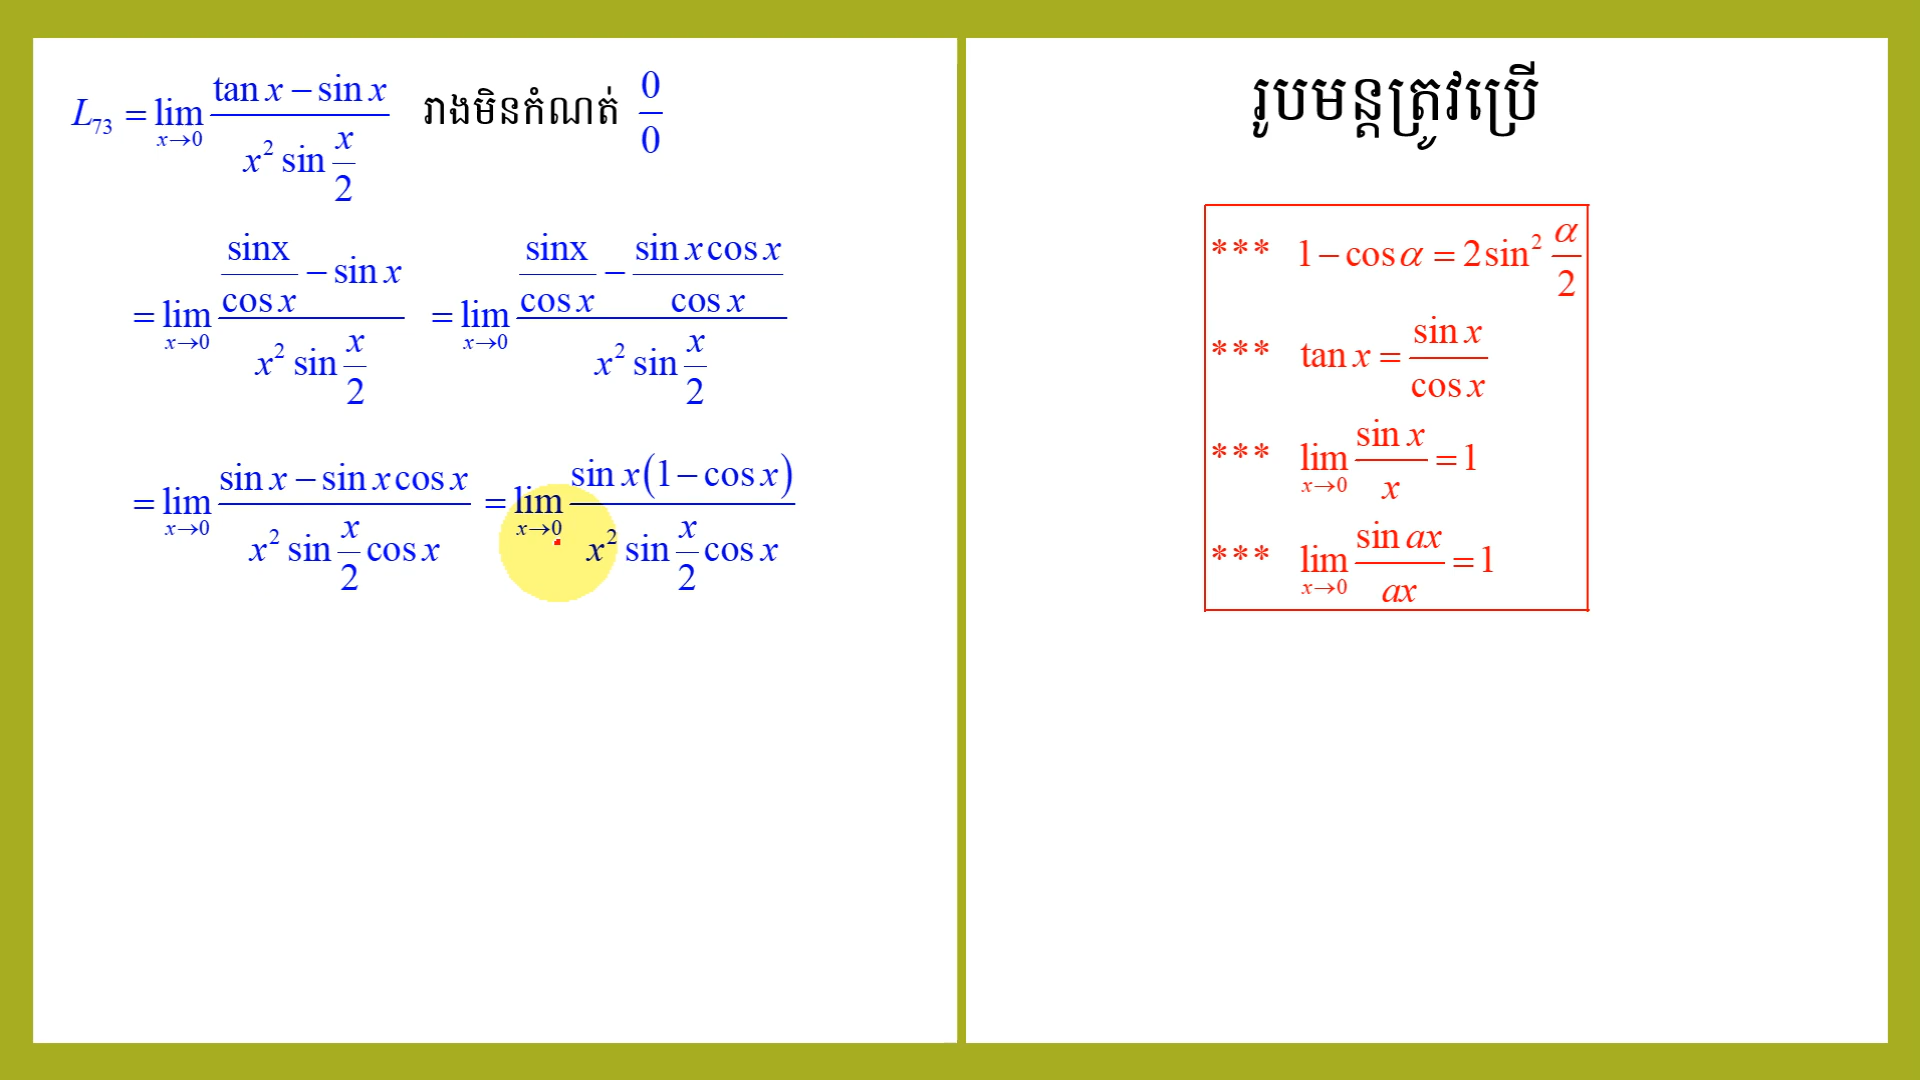 L₇₃ = lim x→0 (tan x − sin x)/(x² sin x/2) រាងមិនកំណត់ 0/0
= lim x→0 (sinx/cos x − sin x)/(x² sin x/2) = lim x→0 (sinx/cos x − sin x cos x/cos x)/(x² sin x/2)
= lim x→0 (sin x − sin x cos x)/(x² sin x/2 cos x) = lim x→0 sin x(1 − cos x)/(x² sin x/2 cos x)
រូបមន្តត្រូវប្រើ
*** 1 − cos α = 2 sin² α/2
*** tan x = sin x/cos x
*** lim x→0 sin x/x = 1
*** lim x→0 sin ax/ax = 1